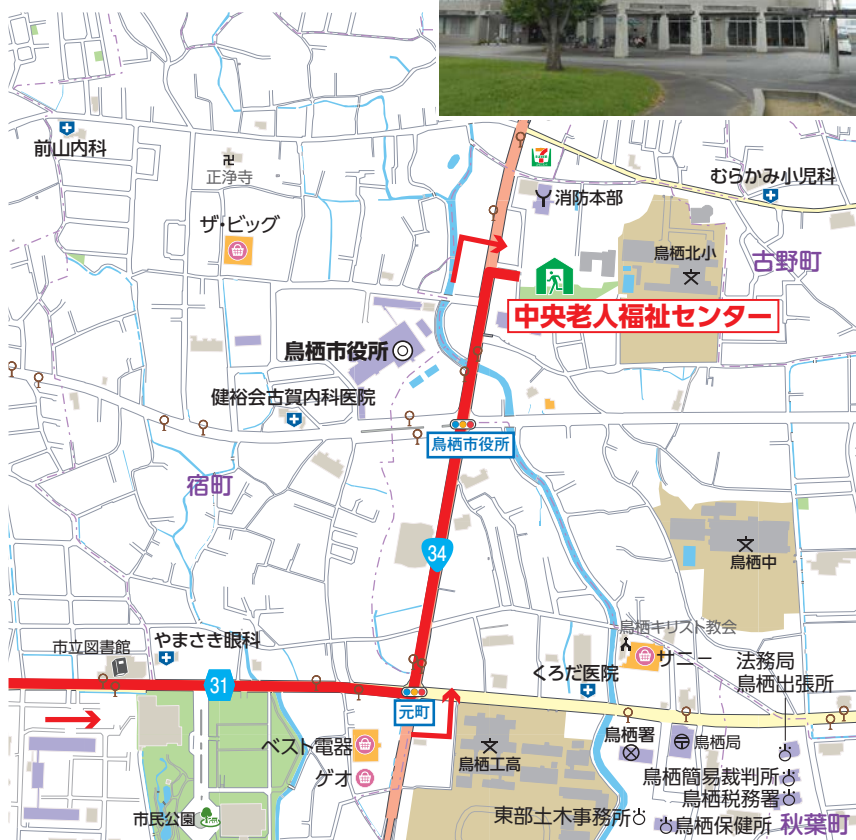 前山内科
卍
正浄寺
ザ・ビッグ
消防本部
むらかみ小児科
鳥栖北小
古野町
中央老人福祉センター
鳥栖市役所
健裕会古賀内科医院
鳥栖市役所
宿町
34
鳥栖中
市立図書館
やまさき眼科
鳥栖キリスト教会
サニー
法務局
鳥栖出張所
くろだ医院
31
元町
ベスト電器
ゲオ
鳥栖工高
鳥栖署
鳥栖局
鳥栖簡易裁判所
鳥栖税務署
東部土木事務所
鳥栖保健所
秋葉町
市民公園